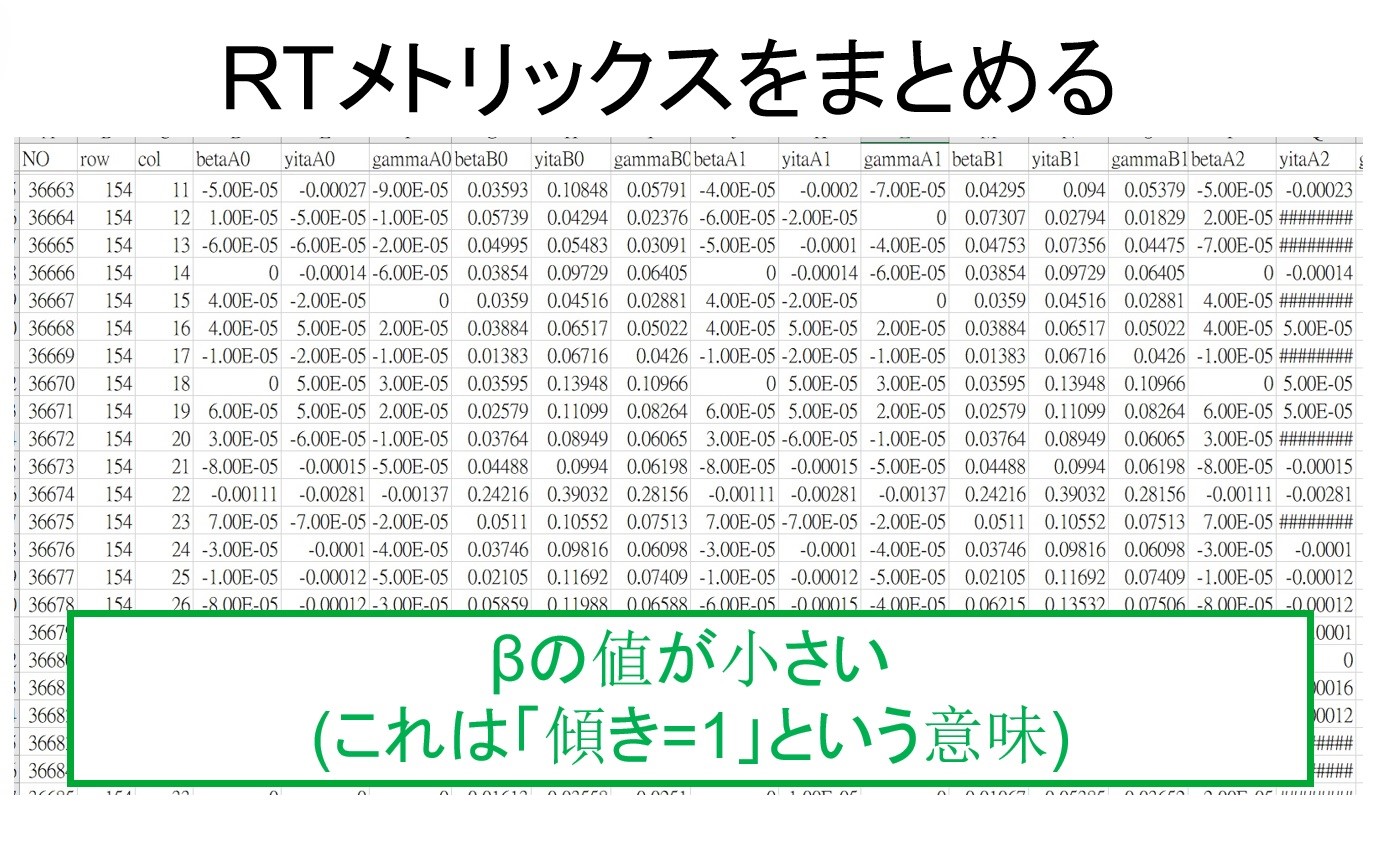 RTメトリックスをまとめる
NO row col betaA0 yitaA0 gammaA0 betaB0 yitaB0 gammaB0 betaA1 yitaA1 gammaA1 betaB1 yitaB1 gammaB1 betaA2 yitaA2
36663 154 11 -5.00E-05 -0.00027 -9.00E-05 0.03593 0.10848 0.05791 -4.00E-05 -0.0002 -7.00E-05 0.04295 0.094 0.05379 -5.00E-05 -0.00023
36664 154 12 1.00E-05 -5.00E-05 -1.00E-05 0.05739 0.04294 0.02376 -6.00E-05 -2.00E-05 0 0.07307 0.02794 0.01829 2.00E-05 ########
36665 154 13 -6.00E-05 -6.00E-05 -2.00E-05 0.04995 0.05483 0.03091 -5.00E-05 -0.0001 -4.00E-05 0.04753 0.07356 0.04475 -7.00E-05 ########
36666 154 14 0 -0.00014 -6.00E-05 0.03854 0.09729 0.06405 0 -0.00014 -6.00E-05 0.03854 0.09729 0.06405 0 -0.00014
36667 154 15 4.00E-05 -2.00E-05 0 0.0359 0.04516 0.02881 4.00E-05 -2.00E-05 0 0.0359 0.04516 0.02881 4.00E-05 ########
36668 154 16 4.00E-05 5.00E-05 2.00E-05 0.03884 0.06517 0.05022 4.00E-05 5.00E-05 2.00E-05 0.03884 0.06517 0.05022 4.00E-05 5.00E-05
36669 154 17 -1.00E-05 -2.00E-05 -1.00E-05 0.01383 0.06716 0.0426 -1.00E-05 -2.00E-05 -1.00E-05 0.01383 0.06716 0.0426 -1.00E-05 ########
36670 154 18 0 5.00E-05 3.00E-05 0.03595 0.13948 0.10966 0 5.00E-05 3.00E-05 0.03595 0.13948 0.10966 0 5.00E-05
36671 154 19 6.00E-05 5.00E-05 2.00E-05 0.02579 0.11099 0.08264 6.00E-05 5.00E-05 2.00E-05 0.02579 0.11099 0.08264 6.00E-05 5.00E-05
36672 154 20 3.00E-05 -6.00E-05 -1.00E-05 0.03764 0.08949 0.06065 3.00E-05 -6.00E-05 -1.00E-05 0.03764 0.08949 0.06065 3.00E-05 ########
36673 154 21 -8.00E-05 -0.00015 -5.00E-05 0.04488 0.0994 0.06198 -8.00E-05 -0.00015 -5.00E-05 0.04488 0.0994 0.06198 -8.00E-05 -0.00015
36674 154 22 -0.00111 -0.00281 -0.00137 0.24216 0.39032 0.28156 -0.00111 -0.00281 -0.00137 0.24216 0.39032 0.28156 -0.00111 -0.00281
36675 154 23 7.00E-05 -7.00E-05 -2.00E-05 0.0511 0.10552 0.07513 7.00E-05 -7.00E-05 -2.00E-05 0.0511 0.10552 0.07513 7.00E-05 ########
36676 154 24 -3.00E-05 -0.0001 -4.00E-05 0.03746 0.09816 0.06098 -3.00E-05 -0.0001 -4.00E-05 0.03746 0.09816 0.06098 -3.00E-05 -0.0001
36677 154 25 -1.00E-05 -0.00012 -5.00E-05 0.02105 0.11692 0.07409 -1.00E-05 -0.00012 -5.00E-05 0.02105 0.11692 0.07409 -1.00E-05 -0.00012
36678 154 26 -8.00E-05 -0.00012 -3.00E-05 0.05859 0.11988 0.06588 -6.00E-05 -0.00015 -4.00E-05 0.06215 0.13532 0.07506 -8.00E-05 -0.00012
βの値が小さい
(これは「傾き=1」という意味)